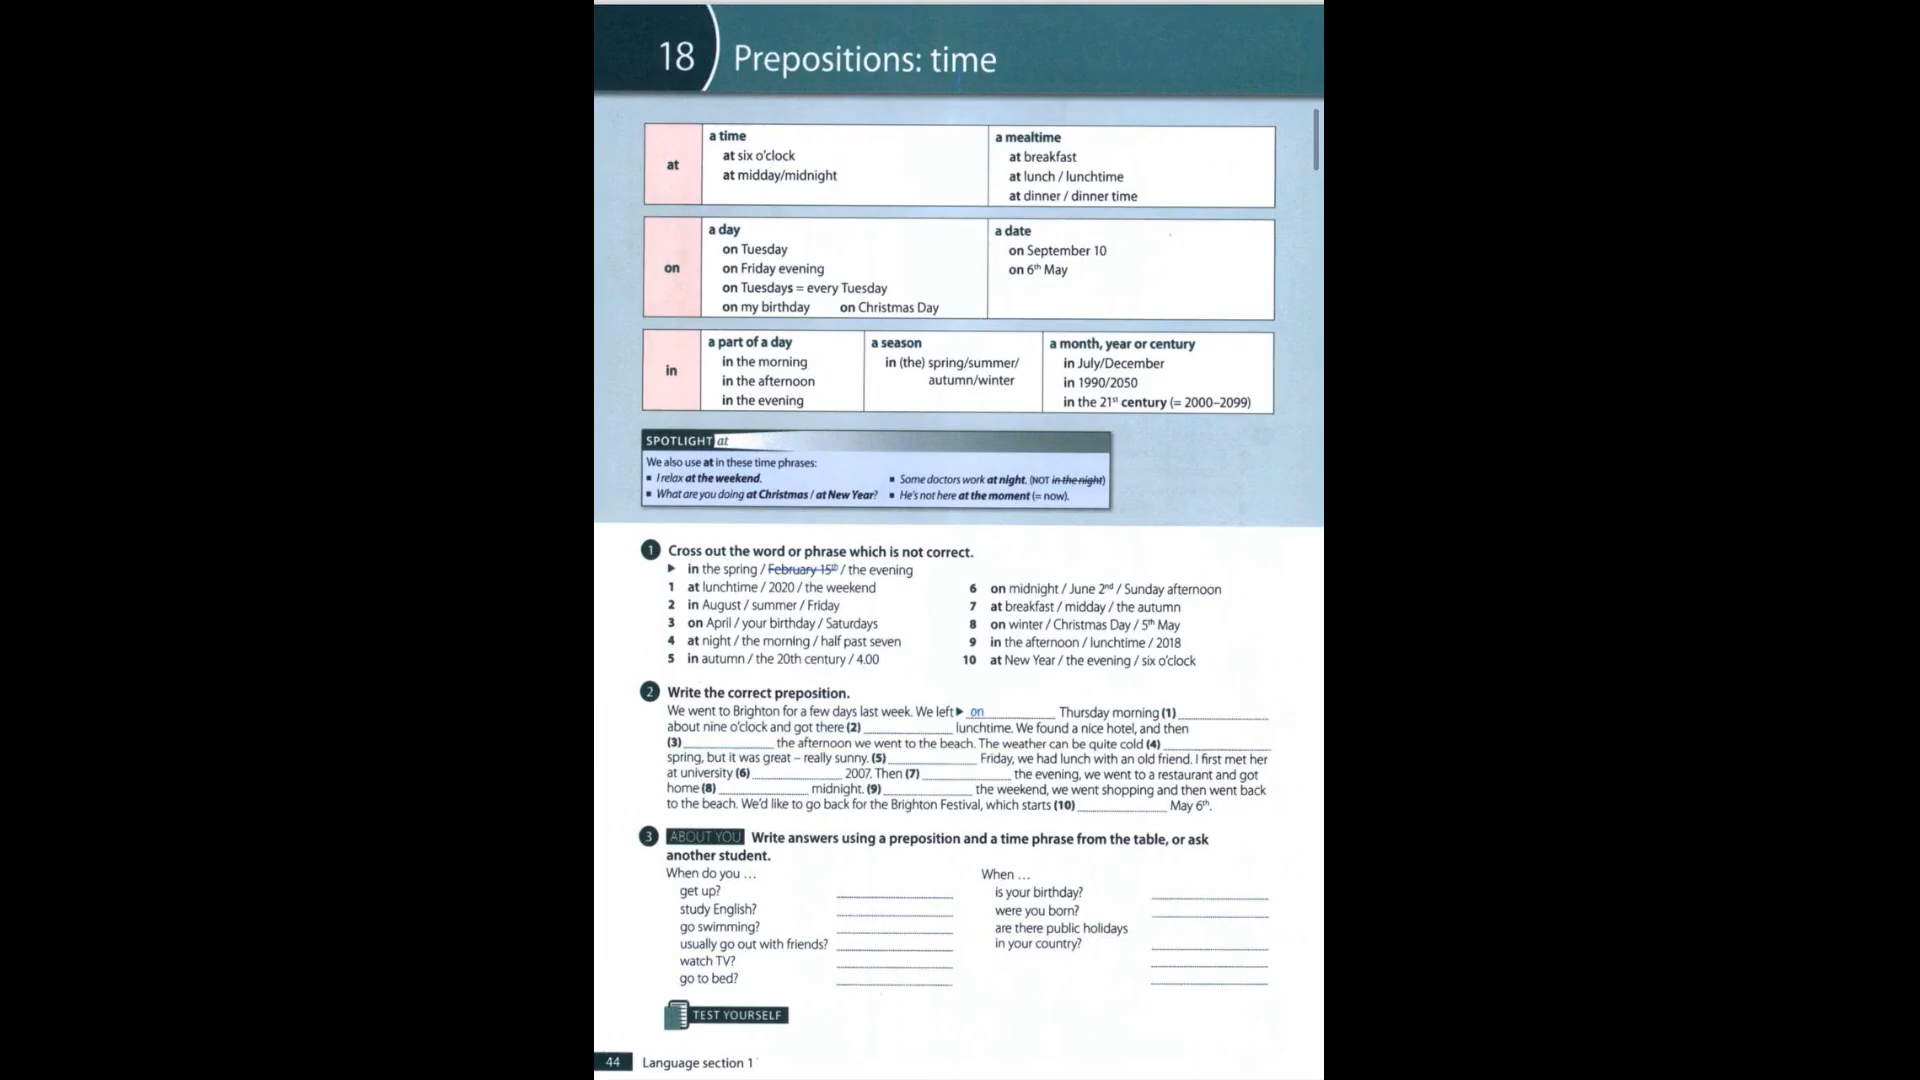 18 Prepositions: time
at
a time
at six o'clock
at midday/midnight
a mealtime
at breakfast
at lunch / lunchtime
at dinner / dinner time
on
a day
on Tuesday
on Friday evening
on Tuesdays = every Tuesday
on my birthday on Christmas Day
a date
on September 10
on 6th May
in
a part of a day
in the morning
in the afternoon
in the evening
a season
in (the) spring/summer/
autumn/winter
a month, year or century
in July/December
in 1990/2050
in the 21st century (= 2000–2099)
SPOTLIGHT at
We also use at in these time phrases:
▪ I relax at the weekend.
▪ What are you doing at Christmas / at New Year?
▪ Some doctors work at night. (NOT in the night)
▪ He's not here at the moment (= now).
1 Cross out the word or phrase which is not correct.
▶ in the spring / February 15th / the evening
1 at lunchtime / 2020 / the weekend
2 in August / summer / Friday
3 on April / your birthday / Saturdays
4 at night / the morning / half past seven
5 in autumn / the 20th century / 4.00
6 on midnight / June 2nd / Sunday afternoon
7 at breakfast / midday / the autumn
8 on winter / Christmas Day / 5th May
9 in the afternoon / lunchtime / 2018
10 at New Year / the evening / six o'clock
2 Write the correct preposition.
We went to Brighton for a few days last week. We left ▶ on Thursday morning (1)
about nine o'clock and got there (2) lunchtime. We found a nice hotel, and then
(3) the afternoon we went to the beach. The weather can be quite cold (4)
spring, but it was great – really sunny. (5) Friday, we had lunch with an old friend. I first met her
at university (6) 2007. Then (7) the evening, we went to a restaurant and got
home (8) midnight. (9) the weekend, we went shopping and then went back
to the beach. We'd like to go back for the Brighton Festival, which starts (10) May 6th.
3 ABOUT YOU Write answers using a preposition and a time phrase from the table, or ask
another student.
When do you ...
get up?
study English?
go swimming?
usually go out with friends?
watch TV?
go to bed?
When ...
is your birthday?
were you born?
are there public holidays
in your country?
TEST YOURSELF
44 Language section 1